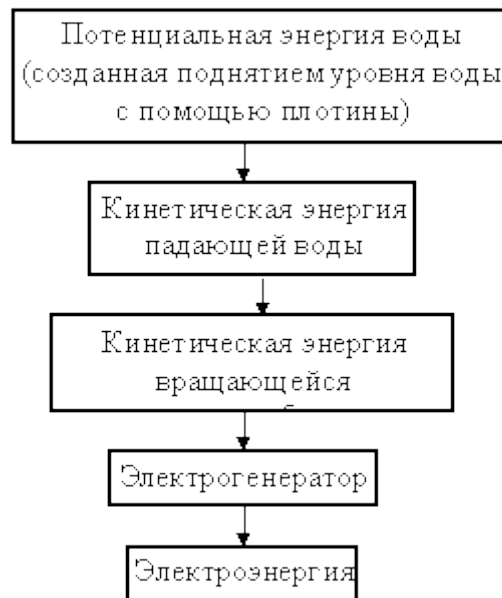 Потенциальная энергия воды
(созданная поднятием уровня воды
с помощью плотины)
Кинетическая энергия
падающей воды
Кинетическая энергия
вращающейся
Электрогенератор
Электроэнергия